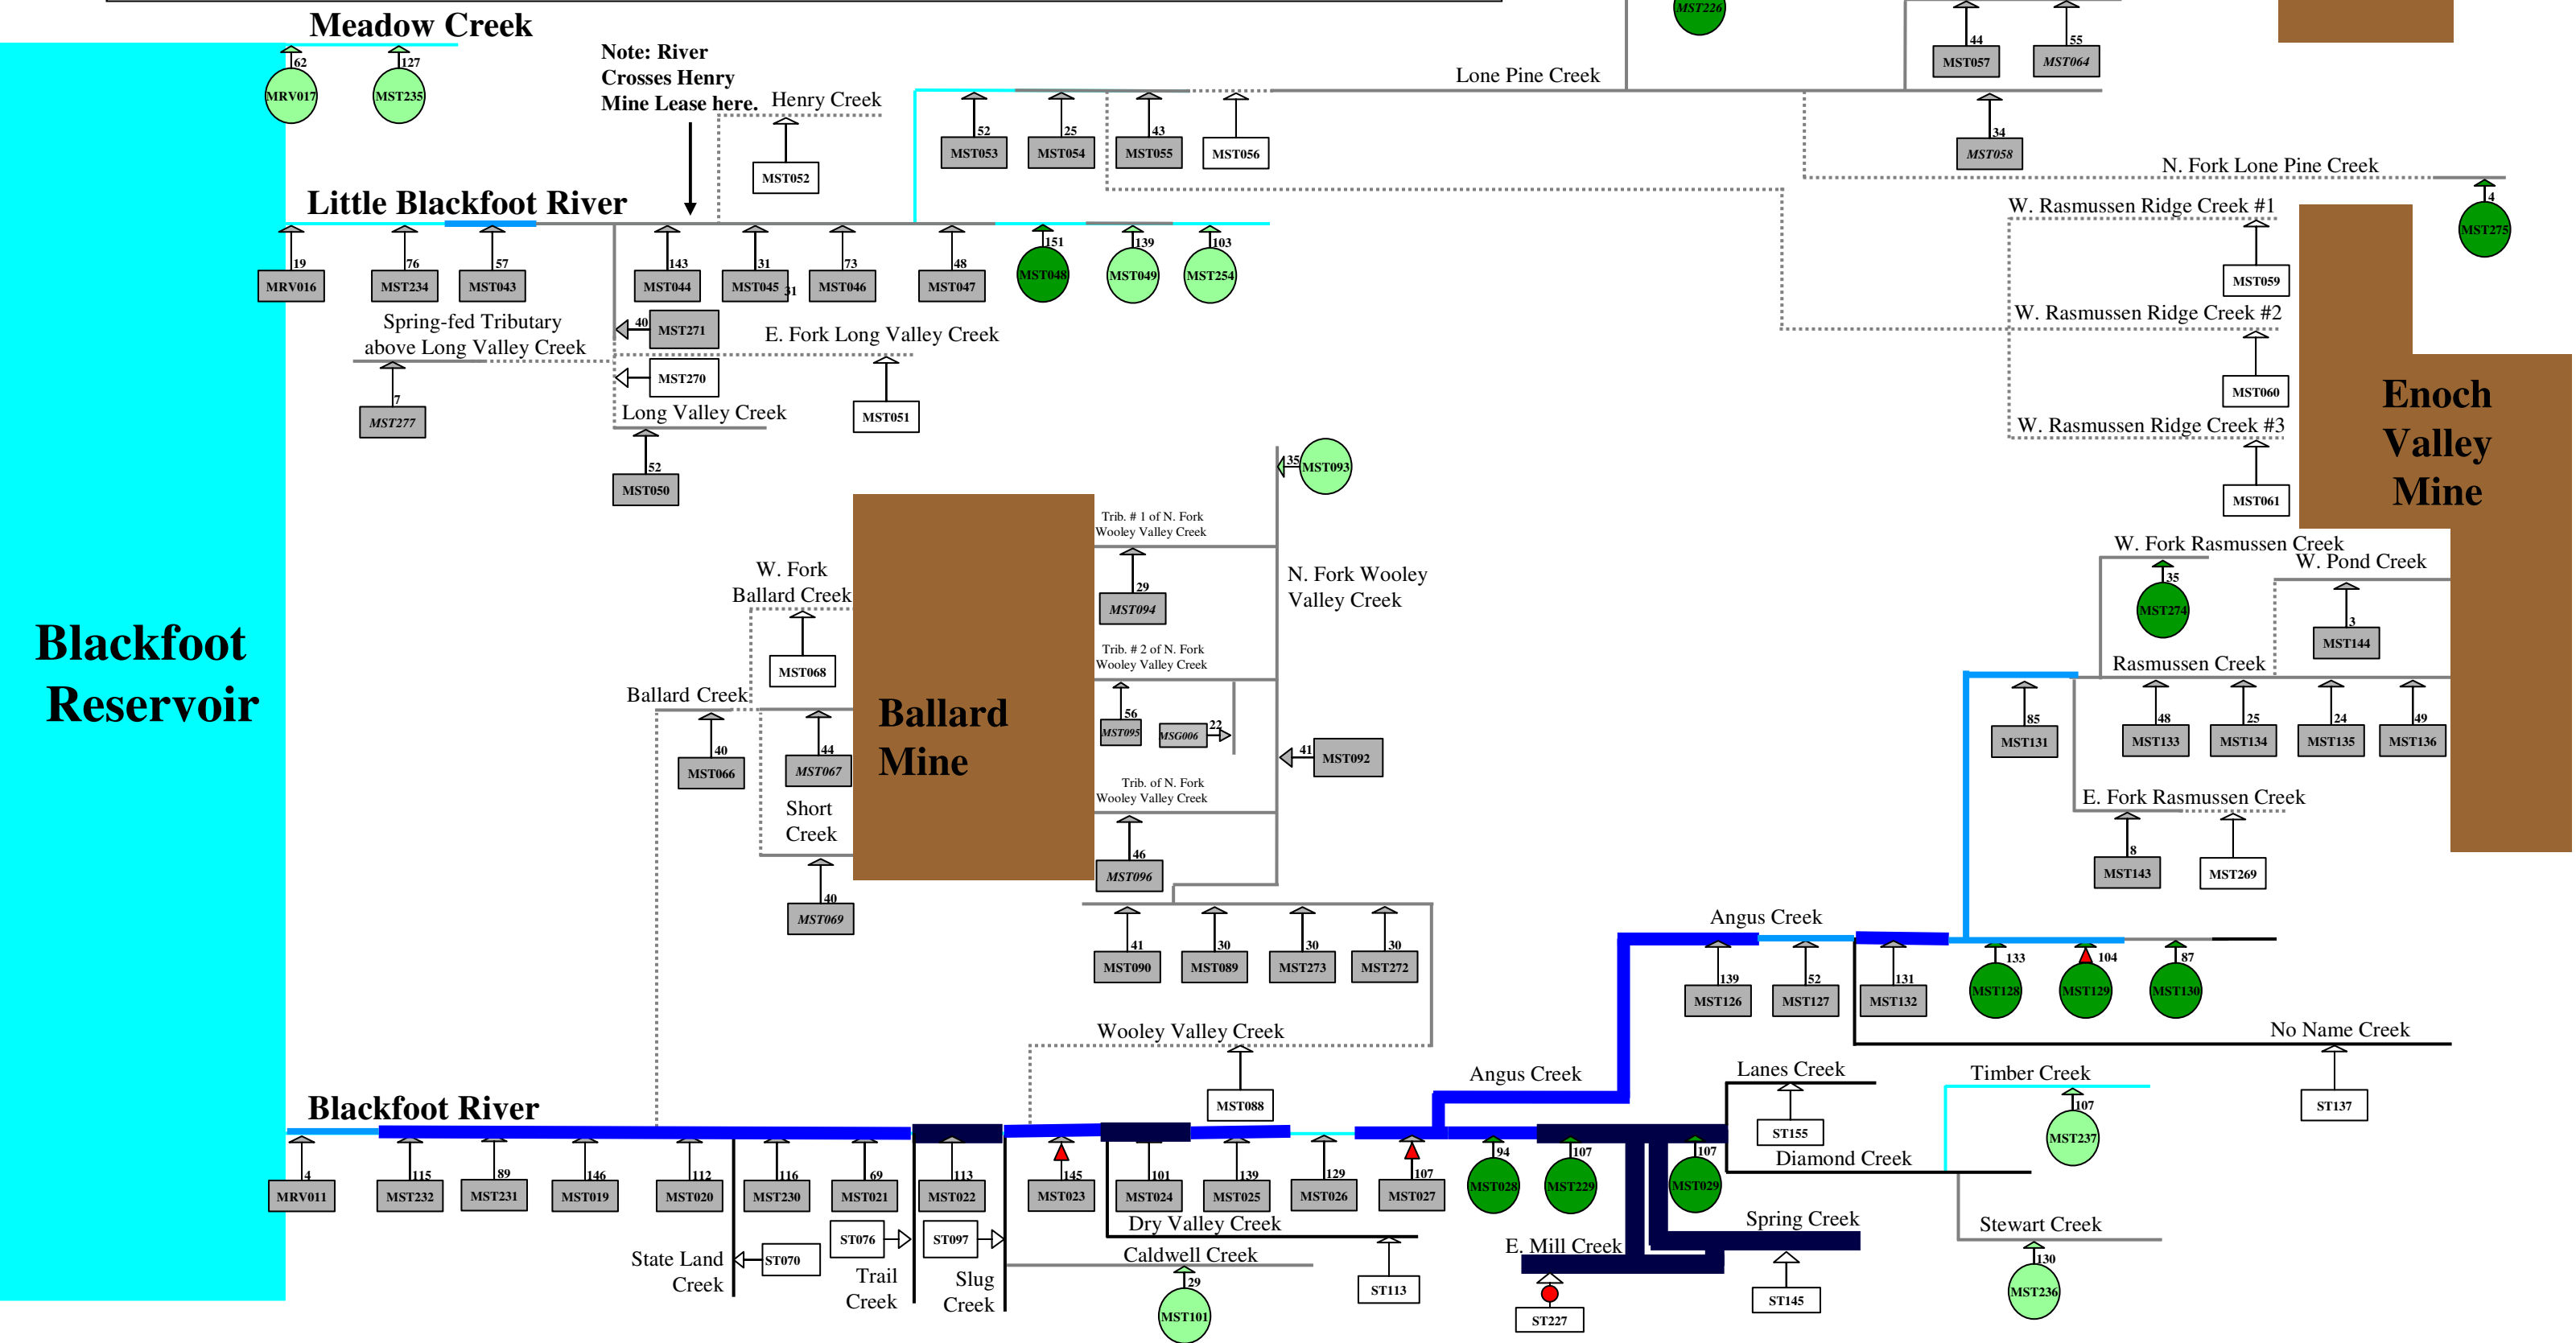 MST226
Meadow Creek
62
127
MRV017
MST235
Note: River
Crosses Henry
Mine Lease here.
Henry Creek
MST052
Lone Pine Creek
44
55
MST057
MST064
52
25
43
MST053
MST054
MST055
MST056
34
MST058
N. Fork Lone Pine Creek
4
MST275
Little Blackfoot River
19
76
57
143
31
73
48
151
139
103
MRV016
MST234
MST043
MST044
MST045
31
MST046
MST047
MST048
MST049
MST254
W. Rasmussen Ridge Creek #1
MST059
W. Rasmussen Ridge Creek #2
MST060
W. Rasmussen Ridge Creek #3
MST061
Enoch
Valley
Mine
Spring-fed Tributary
above Long Valley Creek
7
MST277
40
MST271
E. Fork Long Valley Creek
MST270
MST051
Long Valley Creek
52
MST050
35
MST093
Trib. # 1 of N. Fork
Wooley Valley Creek
29
MST094
N. Fork Wooley
Valley Creek
Trib. # 2 of N. Fork
Wooley Valley Creek
56
MST095
22
MSG006
41
MST092
Trib. of N. Fork
Wooley Valley Creek
46
MST096
W. Fork
Ballard Creek
MST068
Ballard Creek
40
MST066
44
MST067
Short
Creek
40
MST069
Ballard
Mine
Blackfoot
Reservoir
W. Fork Rasmussen Creek
35
MST274
W. Pond Creek
3
MST144
Rasmussen Creek
85
48
25
24
49
MST131
MST133
MST134
MST135
MST136
E. Fork Rasmussen Creek
8
MST143
MST269
41
30
30
30
MST090
MST089
MST273
MST272
Angus Creek
139
52
131
133
104
87
MST126
MST127
MST132
MST128
MST129
MST130
No Name Creek
ST137
Wooley Valley Creek
MST088
Angus Creek
Lanes Creek
ST155
Timber Creek
107
MST237
Diamond Creek
Stewart Creek
130
MST236
Blackfoot River
4
115
89
146
112
116
69
113
145
101
139
129
107
94
107
107
MRV011
MST232
MST231
MST019
MST020
MST230
MST021
MST022
MST023
MST024
MST025
MST026
MST027
MST028
MST229
MST029
State Land
Creek
ST070
ST076
Trail
Creek
ST097
Slug
Creek
Dry Valley Creek
ST113
Caldwell Creek
29
MST101
E. Mill Creek
ST227
Spring Creek
ST145